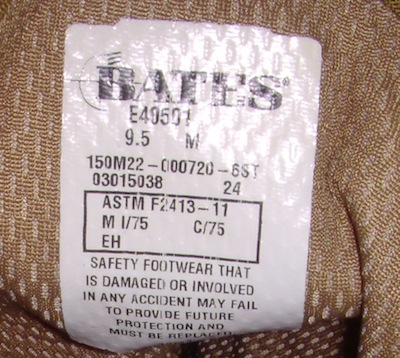 BATES®
E40501
9.5 M
150M22-000720-6ST
03015038 24
ASTM F2413-11
M I/75 C/75
EH
SAFETY FOOTWEAR THAT
IS DAMAGED OR INVOLVED
IN ANY ACCIDENT MAY FAIL
TO PROVIDE FUTURE
PROTECTION AND
MUST BE REPLACED